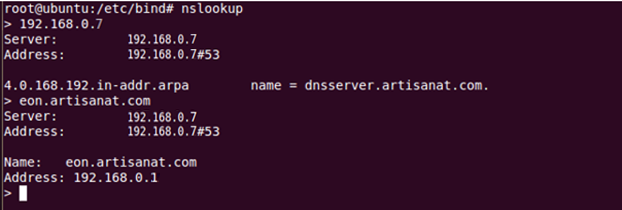 root@ubuntu:/etc/bind# nslookup
> 192.168.0.7
Server: 192.168.0.7
Address: 192.168.0.7#53
4.0.168.192.in-addr.arpa name = dnsserver.artisanat.com.
> eon.artisanat.com
Server: 192.168.0.7
Address: 192.168.0.7#53
Name: eon.artisanat.com
Address: 192.168.0.1
>